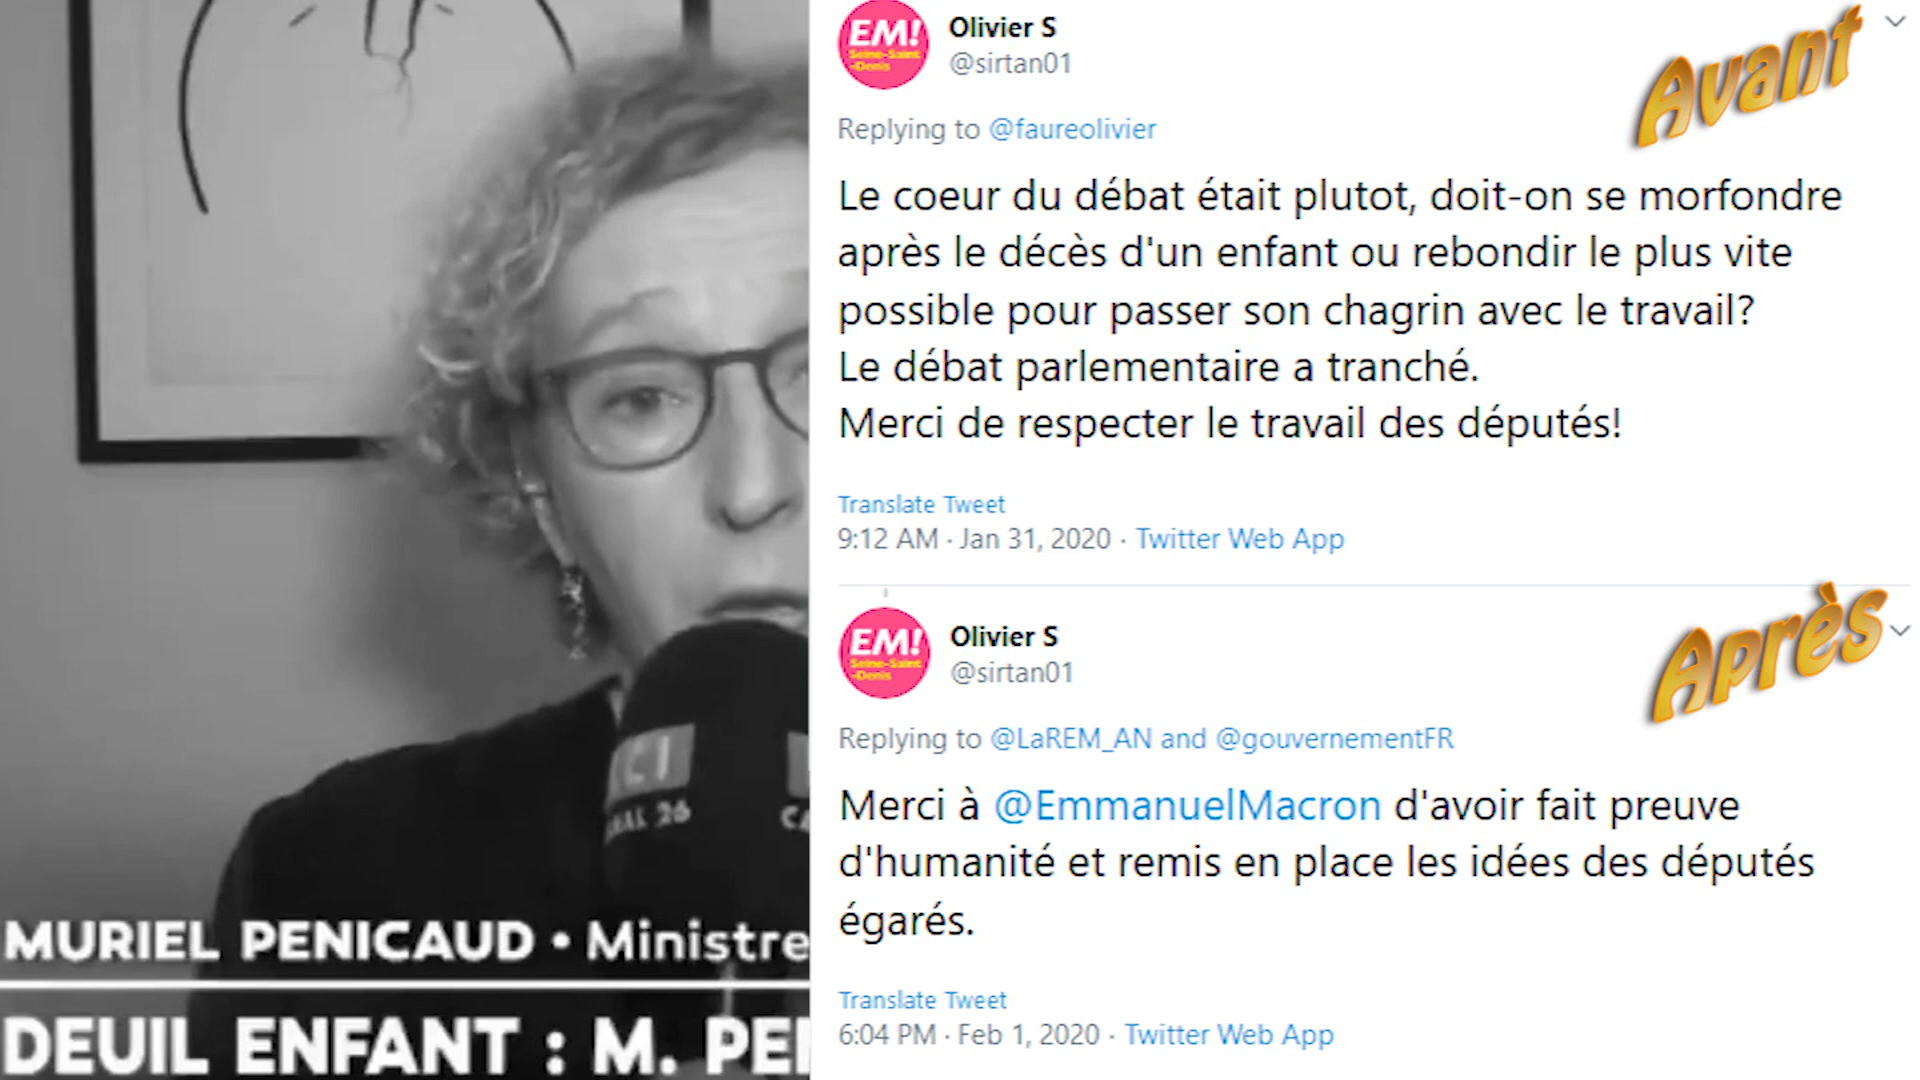 MURIEL PENICAUD • Ministre
DEUIL ENFANT : M. PE
EM!
Seine-Saint
-Denis
Olivier S
@sirtan01
Avant
Replying to @faureolivier
Le coeur du débat était plutot, doit-on se morfondre
après le décès d'un enfant ou rebondir le plus vite
possible pour passer son chagrin avec le travail?
Le débat parlementaire a tranché.
Merci de respecter le travail des députés!
Translate Tweet
9:12 AM · Jan 31, 2020 · Twitter Web App
EM!
Seine-Saint
-Denis
Olivier S
@sirtan01
Après
Replying to @LaREM_AN and @gouvernementFR
Merci à @EmmanuelMacron d'avoir fait preuve
d'humanité et remis en place les idées des députés
égarés.
Translate Tweet
6:04 PM · Feb 1, 2020 · Twitter Web App